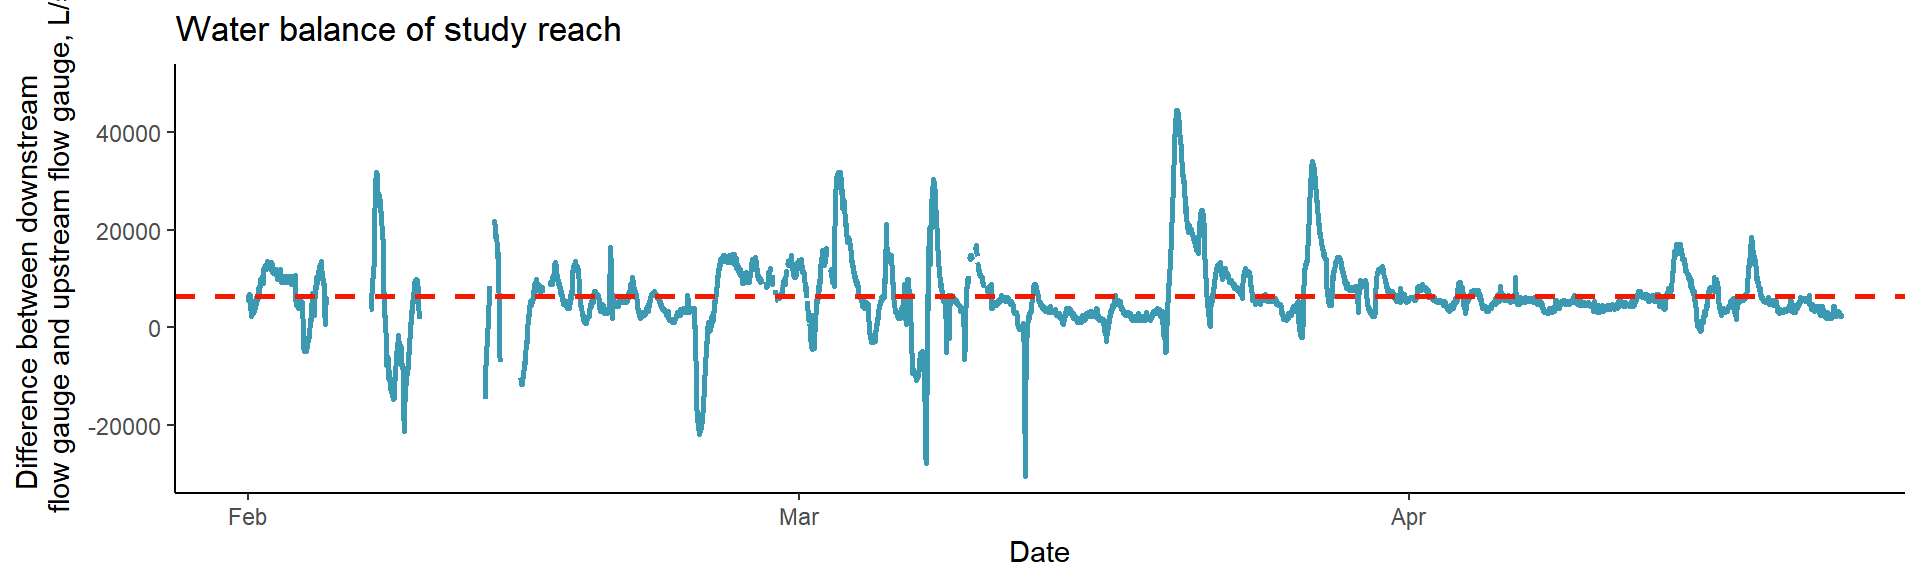 Water balance of study reach
Difference between downstream
flow gauge and upstream flow gauge, L/s
40000
20000
0
-20000
Feb
Mar
Apr
Date